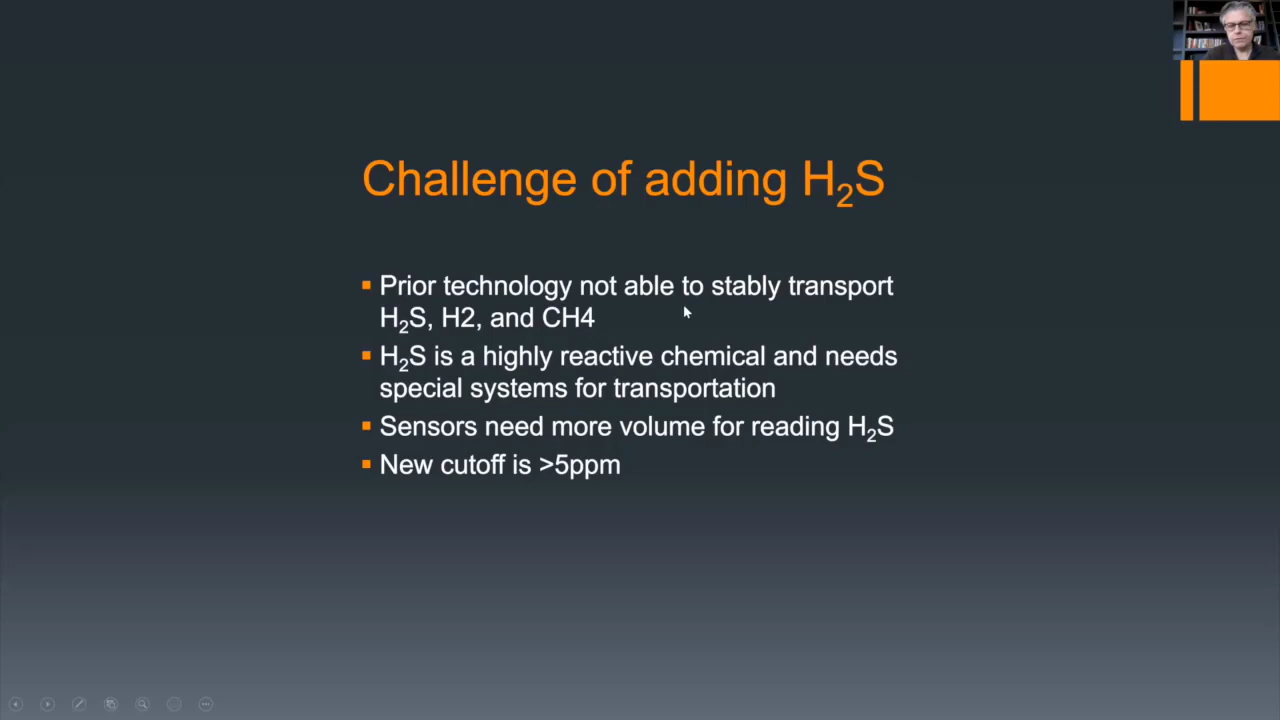 Challenge of adding H₂S
Prior technology not able to stably transport
H₂S, H2, and CH4
H₂S is a highly reactive chemical and needs
special systems for transportation
Sensors need more volume for reading H₂S
New cutoff is >5ppm